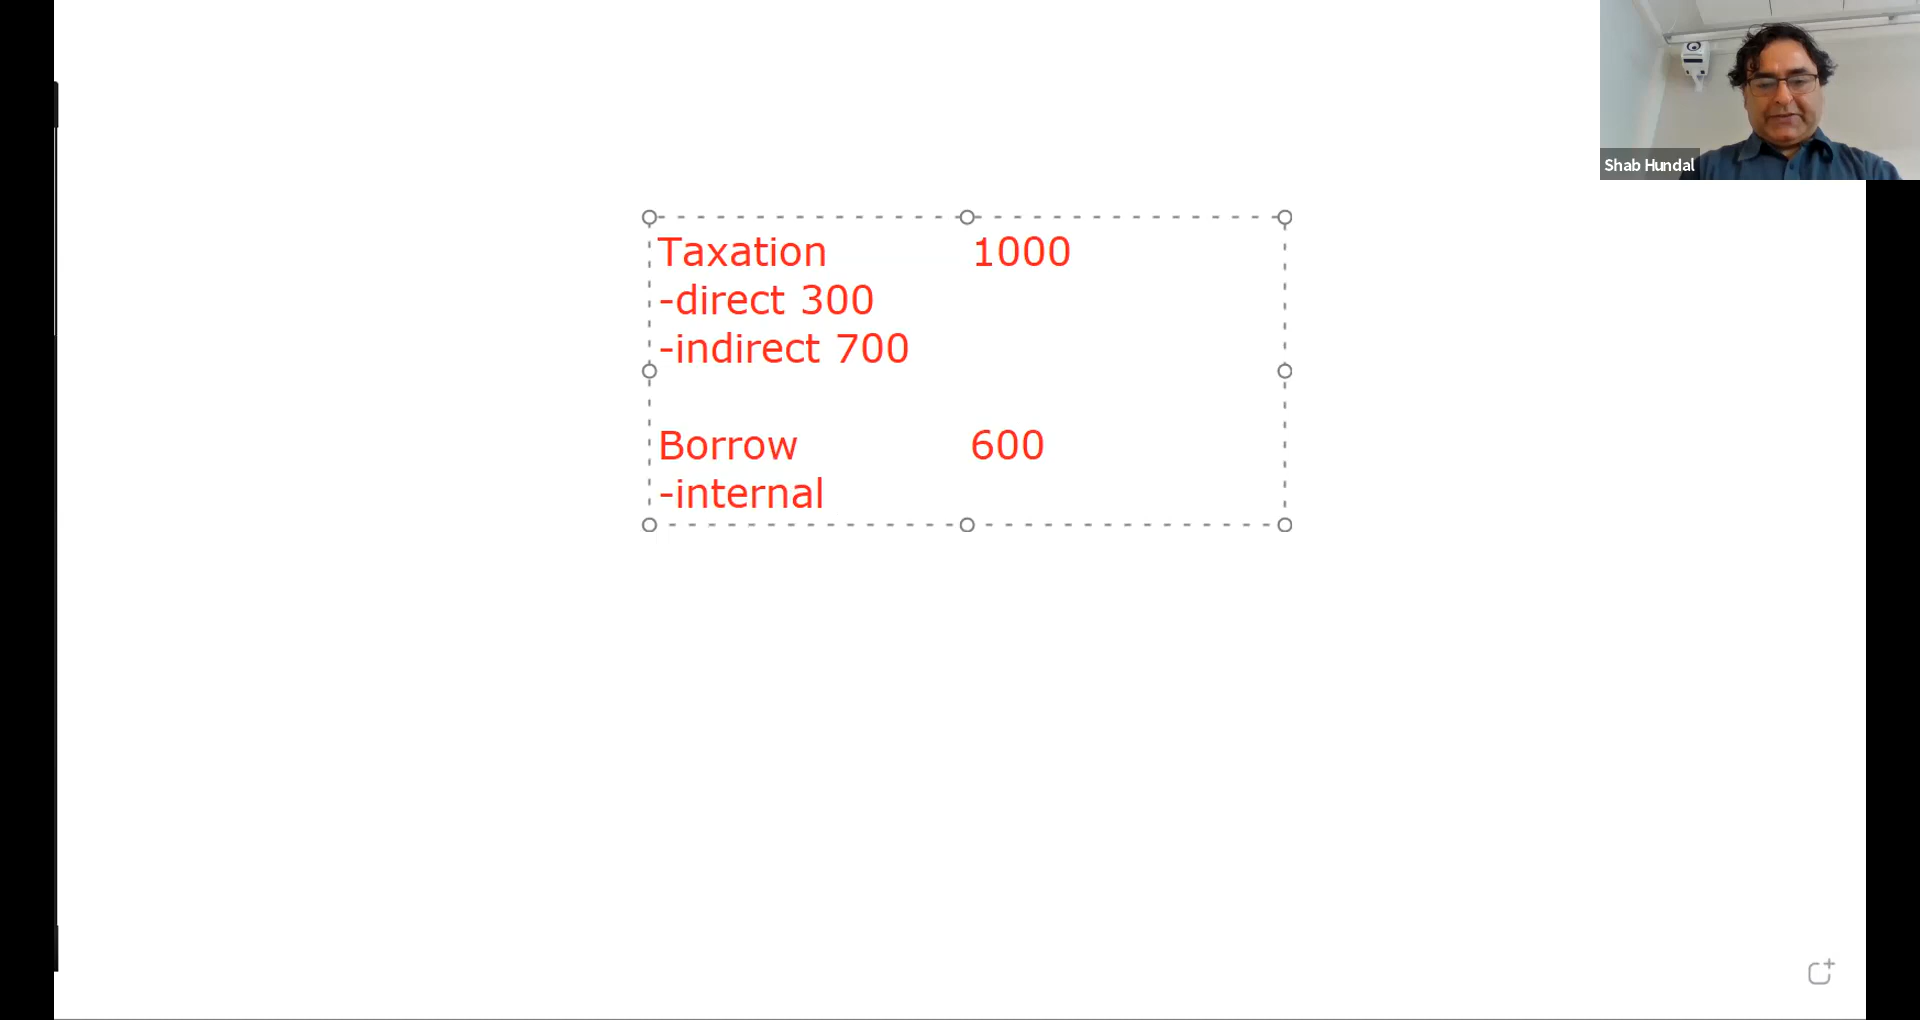 Shab Hundal
Taxation 1000
-direct 300
-indirect 700
Borrow 600
-internal